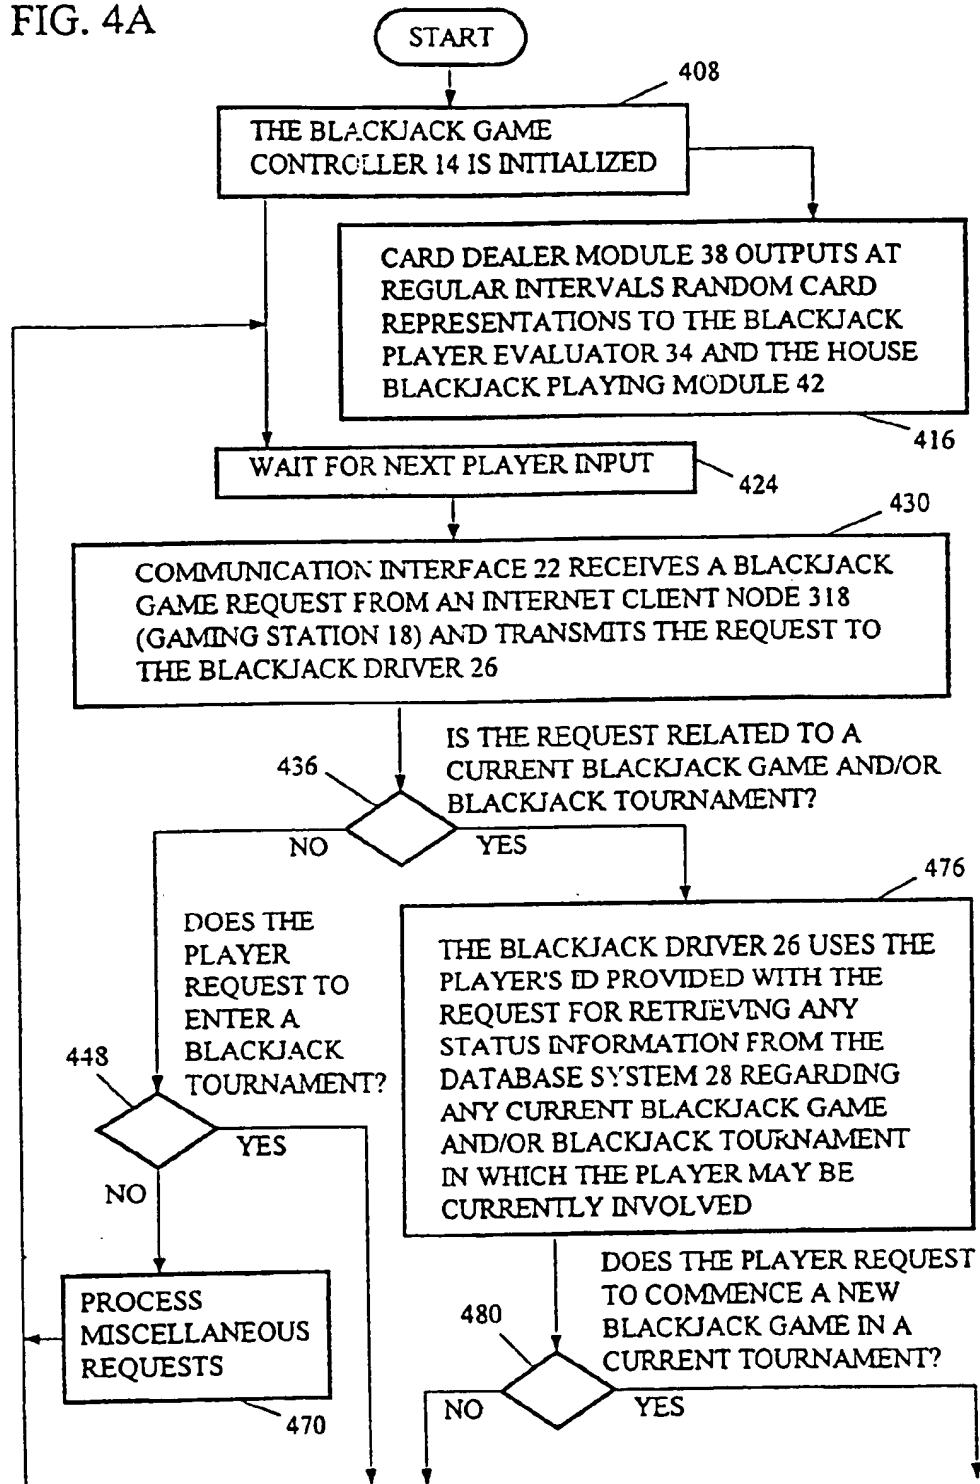 FIG. 4A
START
408
THE BLACKJACK GAME
CONTROLLER 14 IS INITIALIZED
CARD DEALER MODULE 38 OUTPUTS AT
REGULAR INTERVALS RANDOM CARD
REPRESENTATIONS TO THE BLACKJACK
PLAYER EVALUATOR 34 AND THE HOUSE
BLACKJACK PLAYING MODULE 42
416
WAIT FOR NEXT PLAYER INPUT
424
430
COMMUNICATION INTERFACE 22 RECEIVES A BLACKJACK
GAME REQUEST FROM AN INTERNET CLIENT NODE 318
(GAMING STATION 18) AND TRANSMITS THE REQUEST TO
THE BLACKJACK DRIVER 26
IS THE REQUEST RELATED TO A
CURRENT BLACKJACK GAME AND/OR
BLACKJACK TOURNAMENT?
436
NO
YES
476
DOES THE
PLAYER
REQUEST TO
ENTER A
BLACKJACK
TOURNAMENT?
448
YES
NO
THE BLACKJACK DRIVER 26 USES THE
PLAYER'S ID PROVIDED WITH THE
REQUEST FOR RETRIEVING ANY
STATUS INFORMATION FROM THE
DATABASE SYSTEM 28 REGARDING
ANY CURRENT BLACKJACK GAME
AND/OR BLACKJACK TOURNAMENT
IN WHICH THE PLAYER MAY BE
CURRENTLY INVOLVED
PROCESS
MISCELLANEOUS
REQUESTS
470
DOES THE PLAYER REQUEST
TO COMMENCE A NEW
BLACKJACK GAME IN A
CURRENT TOURNAMENT?
480
NO
YES